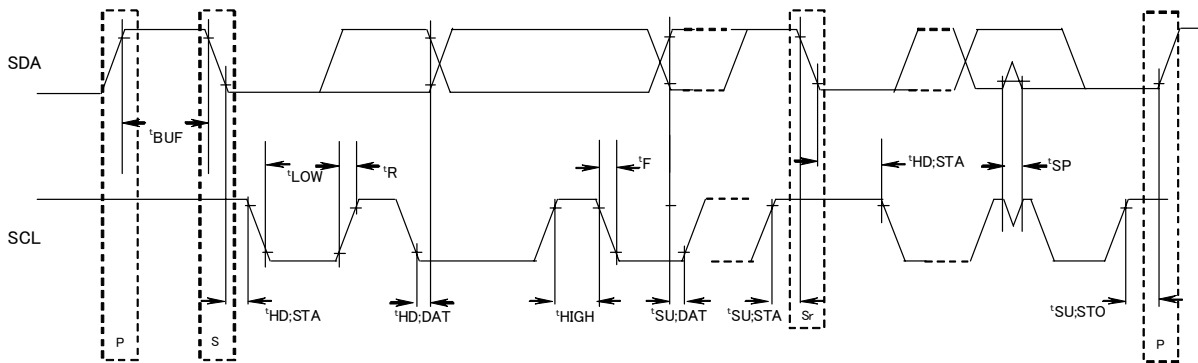 SDA
tBUF
tLOW
tR
tF
tHD;STA
tSP
SCL
tHD;STA
tHD;DAT
tHIGH
tSU;DAT
tSU;STA
Sr
tSU;STO
P
S
P